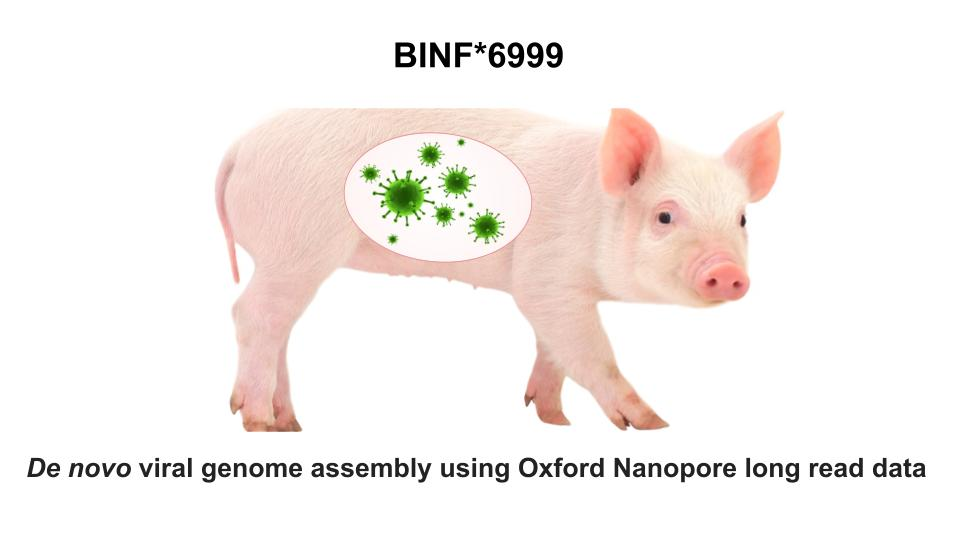 BINF*6999
De novo viral genome assembly using Oxford Nanopore long read data